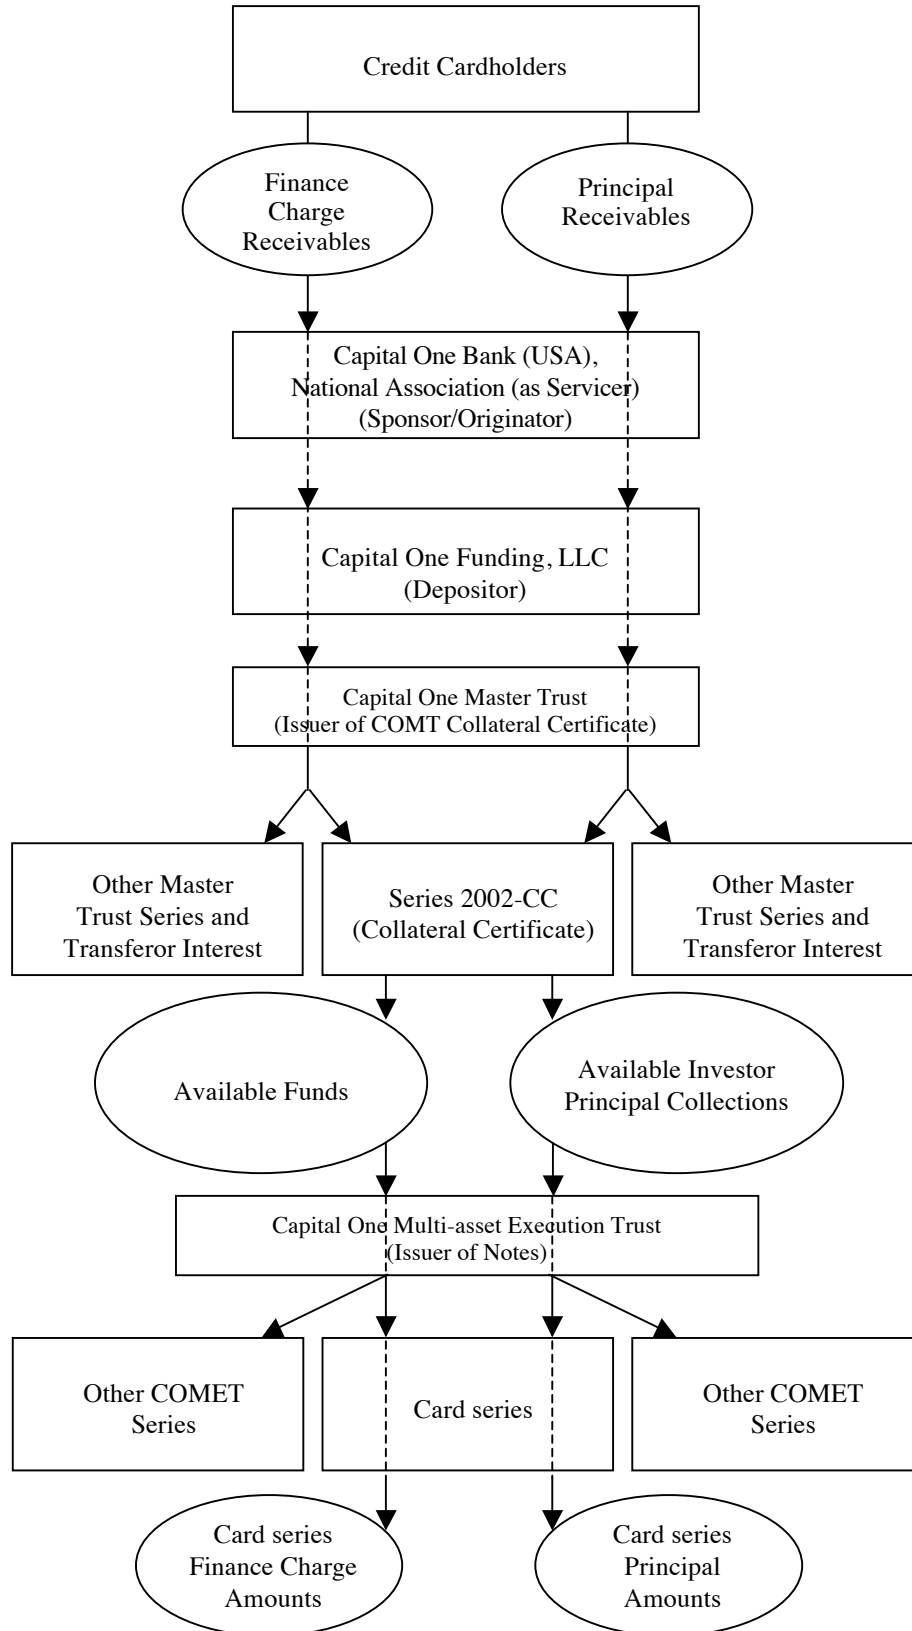 Credit Cardholders
Finance
Charge
Receivables
Principal
Receivables
Capital One Bank (USA),
National Association (as Servicer)
(Sponsor/Originator)
Capital One Funding, LLC
(Depositor)
Capital One Master Trust
(Issuer of COMT Collateral Certificate)
Other Master
Trust Series and
Transferor Interest
Series 2002-CC
(Collateral Certificate)
Other Master
Trust Series and
Transferor Interest
Available Funds
Available Investor
Principal Collections
Capital One Multi-asset Execution Trust
(Issuer of Notes)
Other COMET
Series
Card series
Other COMET
Series
Card series
Finance Charge
Amounts
Card series
Principal
Amounts